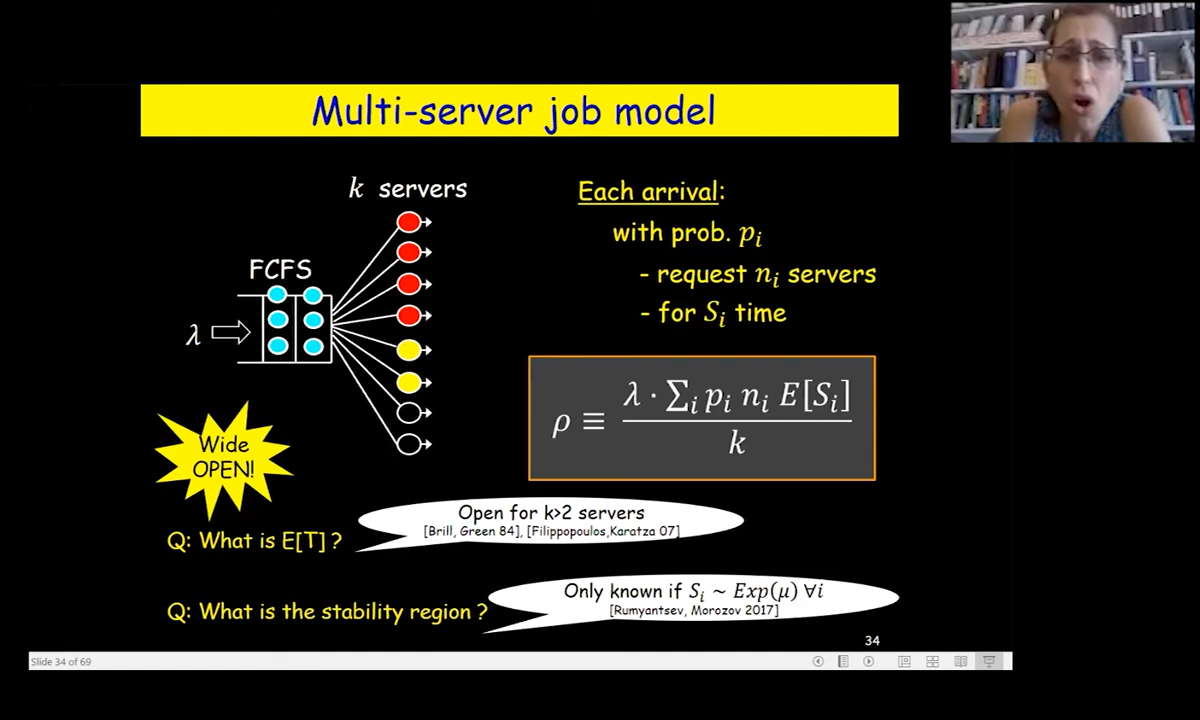 Multi-server job model
k servers
FCFS
λ
Each arrival:
with prob. pᵢ
- request nᵢ servers
- for Sᵢ time
ρ ≡ λ · ∑ᵢ pᵢ nᵢ E[Sᵢ] / k
Wide
OPEN!
Open for k>2 servers
[Brill, Green 84], [Filippopoulos,Karatza 07]
Q: What is E[T] ?
Only known if Sᵢ ~ Exp(μ) ∀i
[Rumyantsev, Morozov 2017]
Q: What is the stability region ?
34
Slide 34 of 69